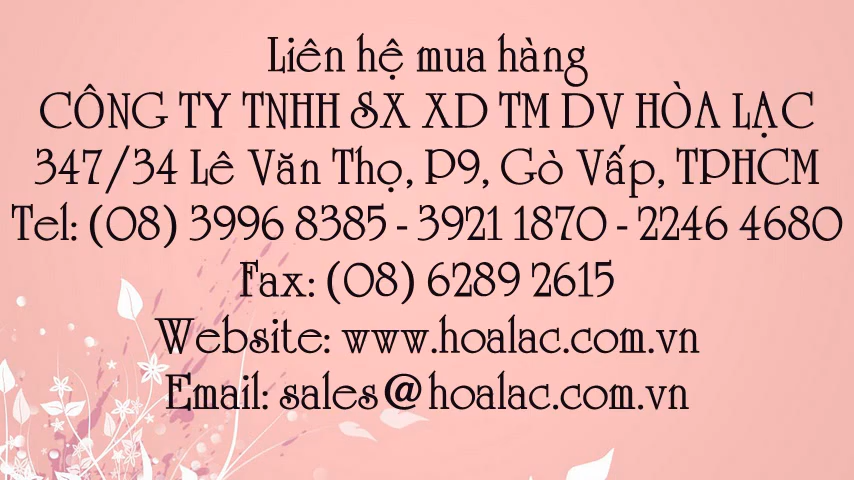 Liên hệ mua hàng
CÔNG TY TNHH SX XD TM DV HÒA LẠC
347/34 Lê Văn Thọ, P9, Gò Vấp, TPHCM
Tel: (08) 3996 8385 - 3921 1870 - 2246 4680
Fax: (08) 6289 2615
Website: www.hoalac.com.vn
Email: sales@hoalac.com.vn